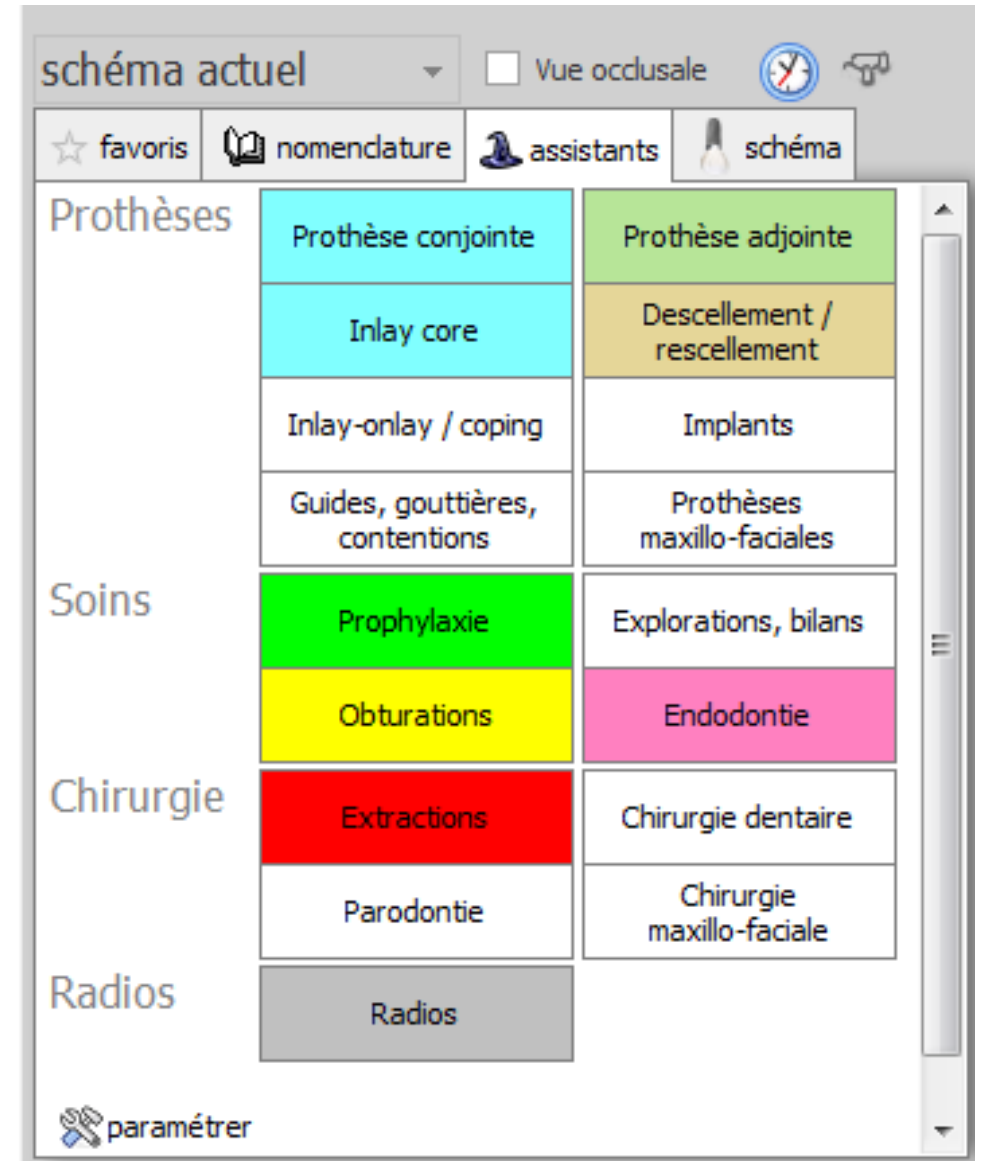 schéma actuel
Vue occlusale
favoris
nomenclature
assistants
schéma
Prothèses
Prothèse conjointe
Prothèse adjointe
Inlay core
Descellement /
rescellement
Inlay-onlay / coping
Implants
Guides, gouttières,
contentions
Prothèses
maxillo-faciales
Soins
Prophylaxie
Explorations, bilans
Obturations
Endodontie
Chirurgie
Extractions
Chirurgie dentaire
Parodontie
Chirurgie
maxillo-faciale
Radios
Radios
paramétrer